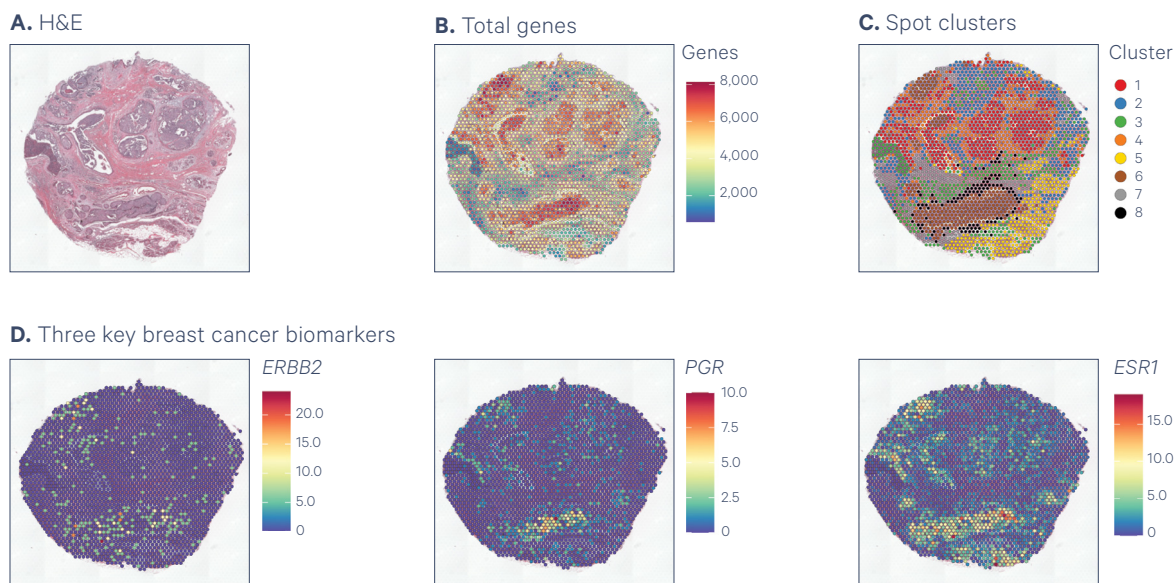 A. H&E
B. Total genes
C. Spot clusters
Genes
8,000
6,000
4,000
2,000
Cluster
1
2
3
4
5
6
7
8
D. Three key breast cancer biomarkers
ERBB2
20.0
15.0
10.0
5.0
0
PGR
10.0
7.5
5.0
2.5
0
ESR1
15.0
10.0
5.0
0